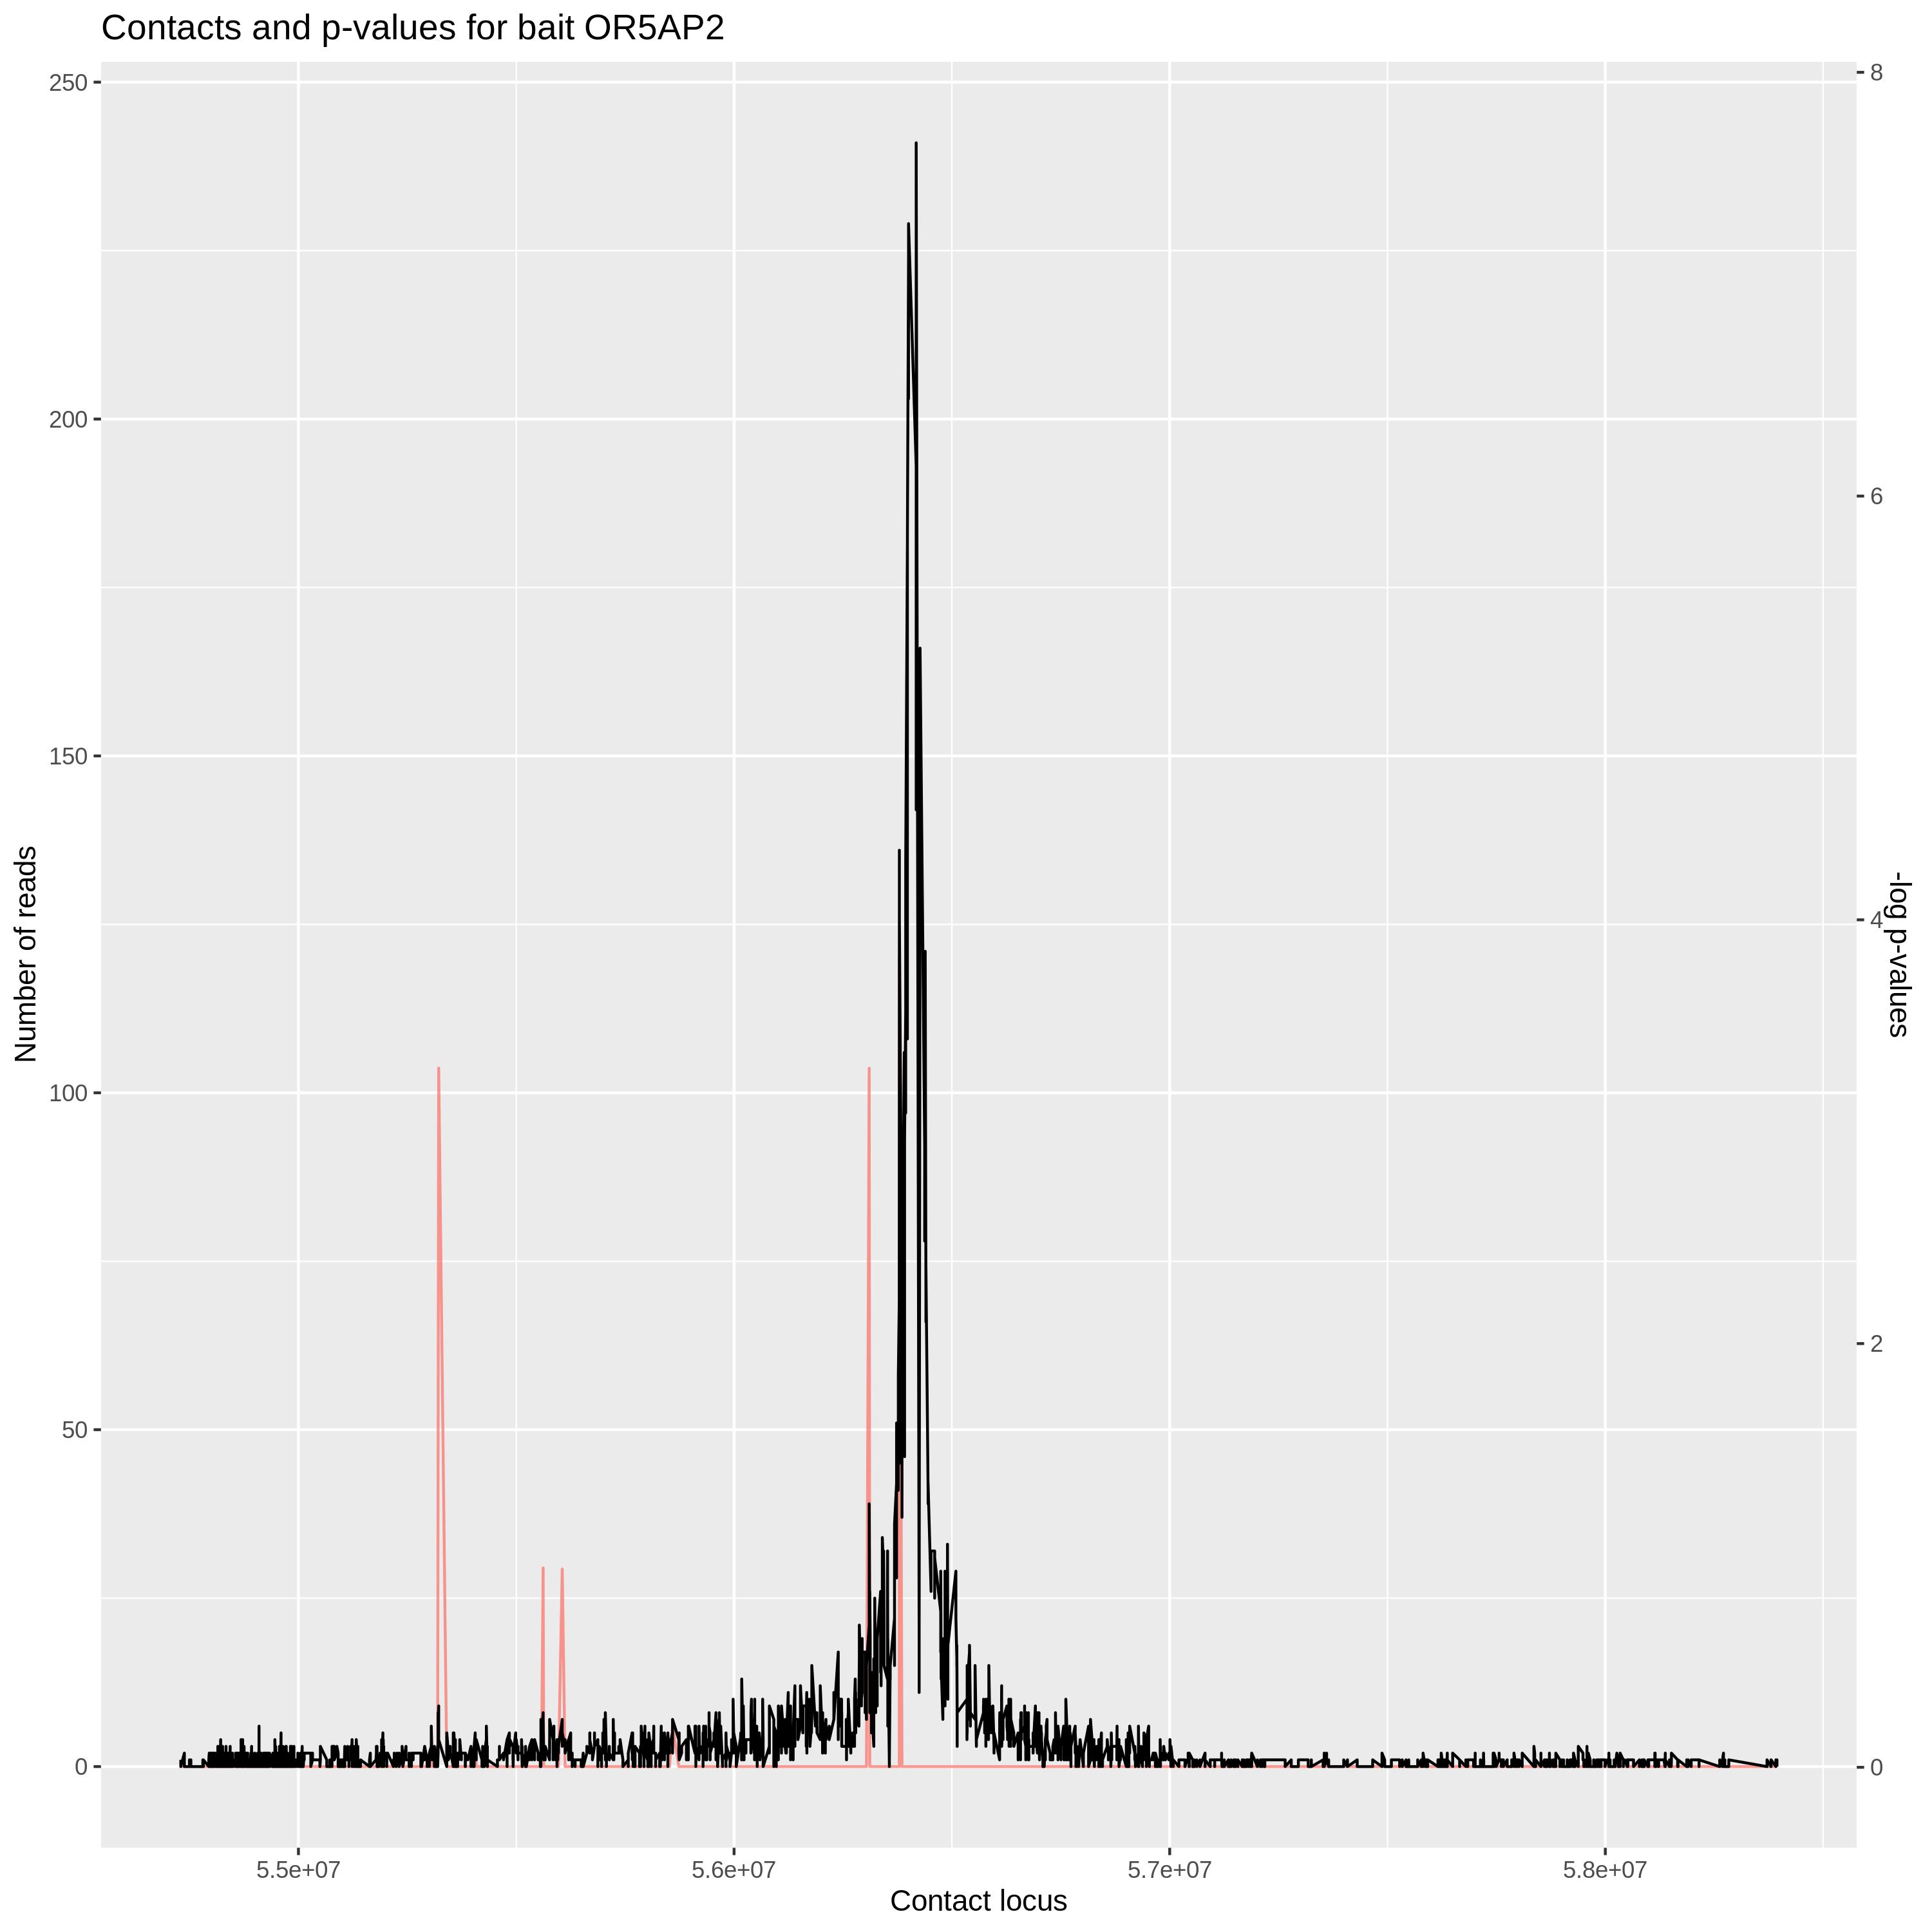 Contacts and p-values for bait OR5AP2
250
200
150
100
50
0
Number of reads
8
6
4
2
0
-log p-values
5.5e+07
5.6e+07
5.7e+07
5.8e+07
Contact locus